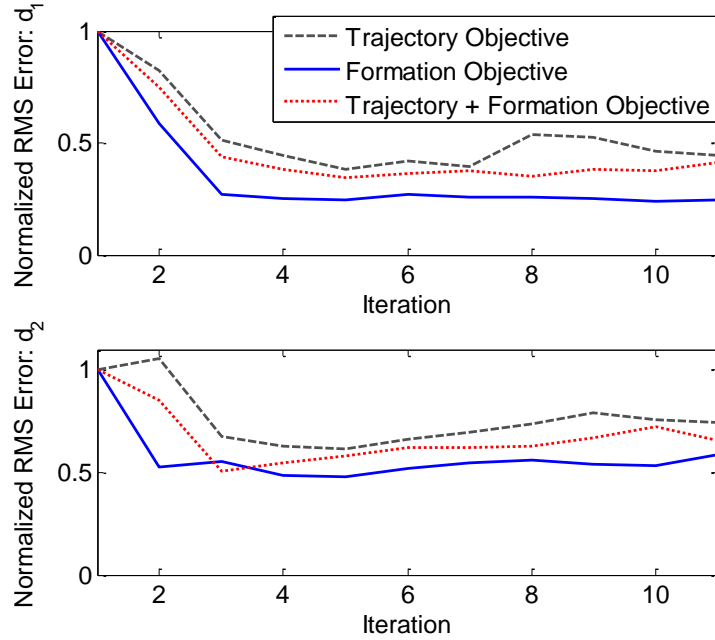 Normalized RMS Error: d1
1
0.5
0
Trajectory Objective
Formation Objective
Trajectory + Formation Objective
2
4
6
8
10
Iteration
Normalized RMS Error: d2
1
0.5
0
2
4
6
8
10
Iteration